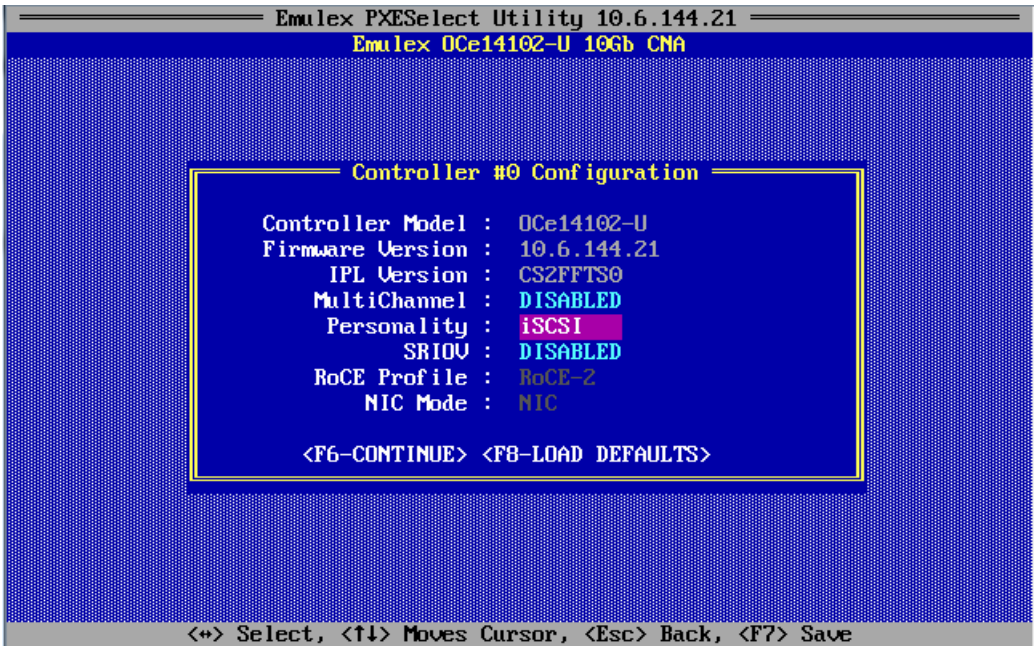 Emulex PXESelect Utility 10.6.144.21
Emulex OCe14102-U 10Gb CNA
Controller #0 Configuration
Controller Model : OCe14102-U
Firmware Version : 10.6.144.21
IPL Version : CS2FFTS0
MultiChannel : DISABLED
Personality : iSCSI
SRIOV : DISABLED
RoCE Profile : RoCE-2
NIC Mode : NIC
<F6-CONTINUE> <F8-LOAD DEFAULTS>
<↔> Select, <↑↓> Moves Cursor, <Esc> Back, <F7> Save